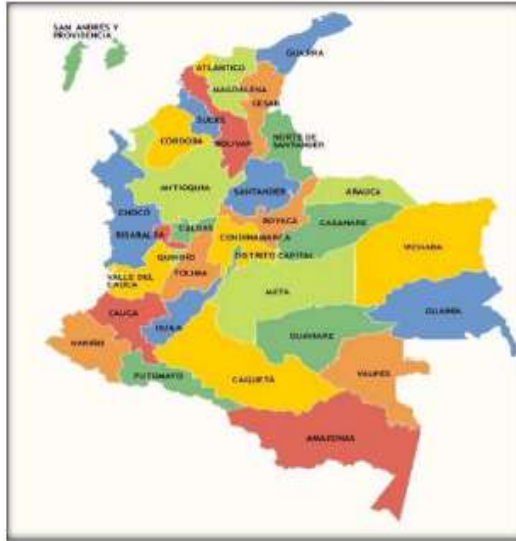 SAN ANDRÉS Y
PROVIDENCIA
GUAJIRA
ATLÁNTICO
MAGDALENA
CESAR
SUCRE
NORTE DE
SANTANDER
CÓRDOBA
BOLIVAR
ANTIOQUIA
SANTANDER
ARAUCA
CHOCÓ
BOYACÁ
CASANARE
CALDAS
RISARALDA
CUNDINAMARCA
VICHADA
QUINDÍO
DISTRITO CAPITAL
VALLE DEL
CAUCA
TOLIMA
META
CAUCA
GUAINÍA
HUILA
GUAVIARE
NARIÑO
VAUPÉS
PUTUMAYO
CAQUETÁ
AMAZONAS